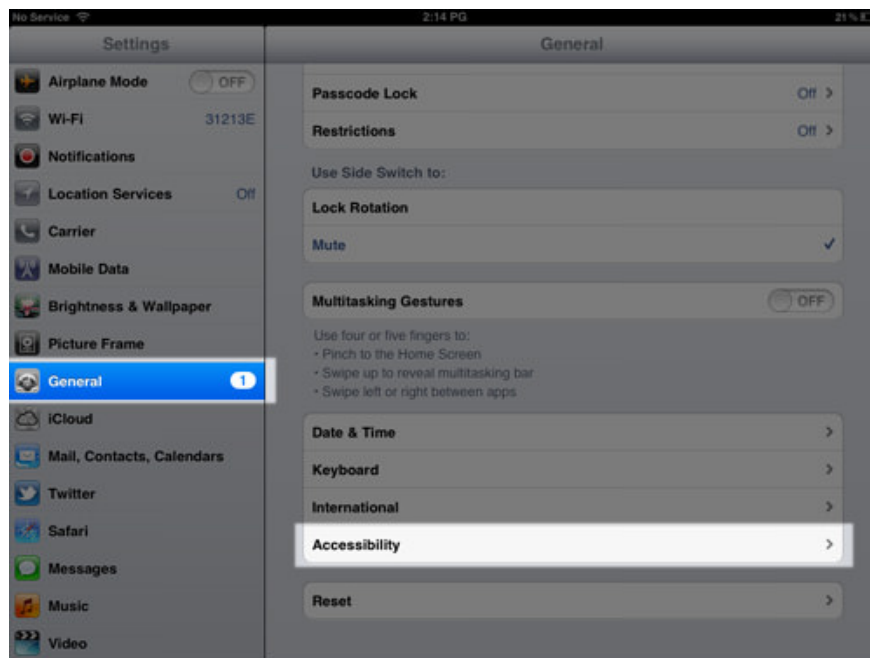 No Service 2:14 PG 21%
Settings
General
Airplane Mode OFF
Wi-Fi 31213E
Notifications
Location Services Off
Carrier
Mobile Data
Brightness & Wallpaper
Picture Frame
General 1
iCloud
Mail, Contacts, Calendars
Twitter
Safari
Messages
Music
Video
Passcode Lock Off
Restrictions Off
Use Side Switch to:
Lock Rotation
Mute
Multitasking Gestures OFF
Use four or five fingers to:
• Pinch to the Home Screen
• Swipe up to reveal multitasking bar
• Swipe left or right between apps
Date & Time
Keyboard
International
Accessibility
Reset